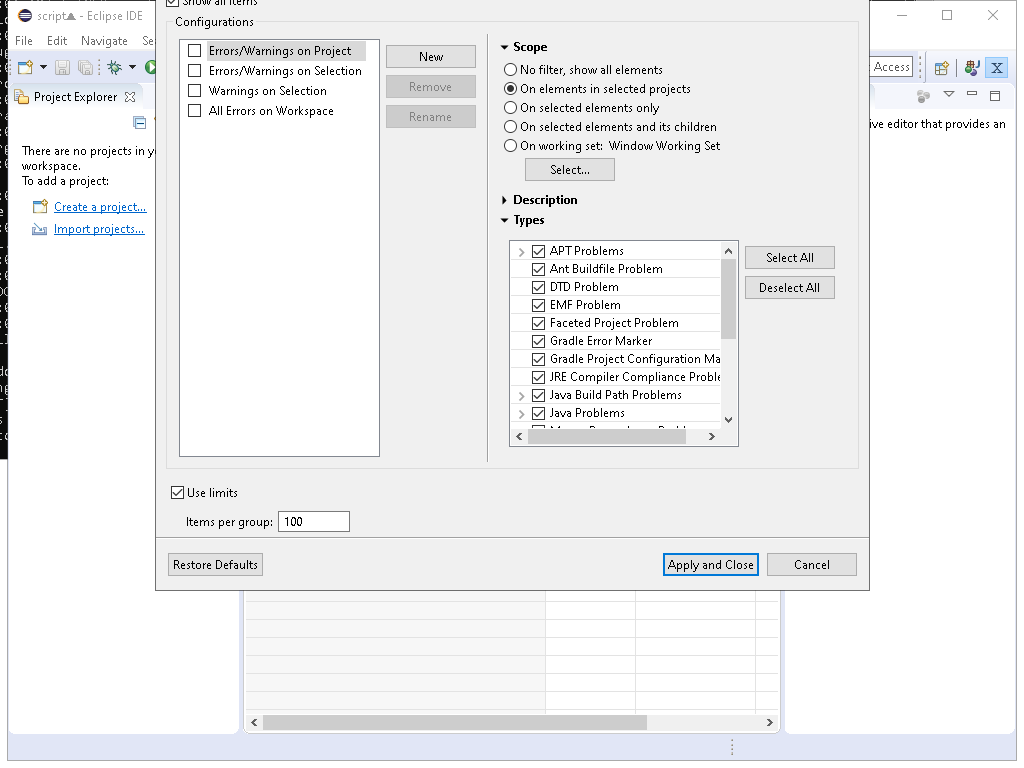 script - Eclipse IDE
Show all items
File Edit Navigate
Configurations
Errors/Warnings on Project
Errors/Warnings on Selection
Warnings on Selection
All Errors on Workspace
New
Remove
Rename
Scope
No filter, show all elements
On elements in selected projects
On selected elements only
On selected elements and its children
On working set: Window Working Set
Select...
Description
Types
APT Problems
Ant Buildfile Problem
DTD Problem
EMF Problem
Faceted Project Problem
Gradle Error Marker
Gradle Project Configuration Ma
JRE Compiler Compliance Proble
Java Build Path Problems
Java Problems
Select All
Deselect All
Access
Project Explorer
There are no projects in
workspace.
To add a project:
Create a project...
Import projects...
ive editor that provides an
Use limits
Items per group: 100
Restore Defaults
Apply and Close
Cancel